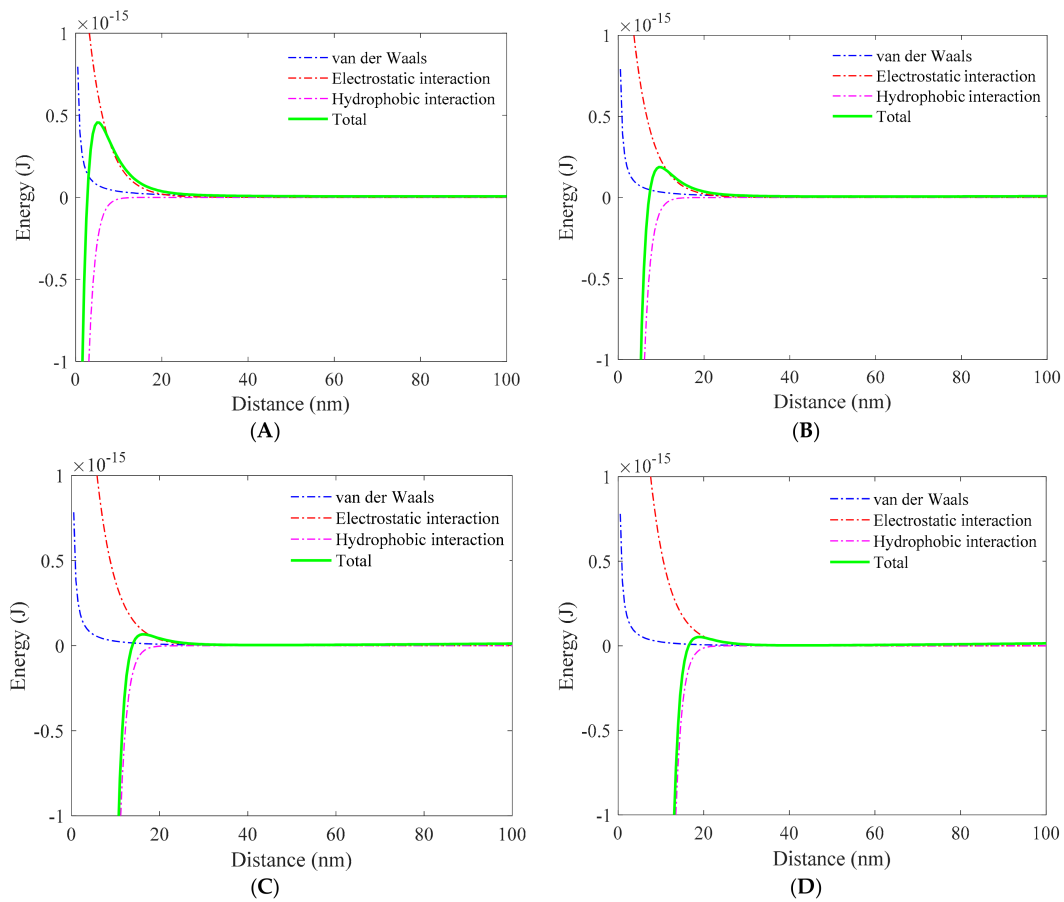 ×10-15
1
0.5
0
-0.5
-1
Energy (J)
van der Waals
Electrostatic interaction
Hydrophobic interaction
Total
0 20 40 60 80 100
Distance (nm)
(A)
×10-15
1
0.5
0
-0.5
-1
Energy (J)
van der Waals
Electrostatic interaction
Hydrophobic interaction
Total
0 20 40 60 80 100
Distance (nm)
(B)
×10-15
1
0.5
0
-0.5
-1
Energy (J)
van der Waals
Electrostatic interaction
Hydrophobic interaction
Total
0 20 40 60 80 100
Distance (nm)
(C)
×10-15
1
0.5
0
-0.5
-1
Energy (J)
van der Waals
Electrostatic interaction
Hydrophobic interaction
Total
0 20 40 60 80 100
Distance (nm)
(D)